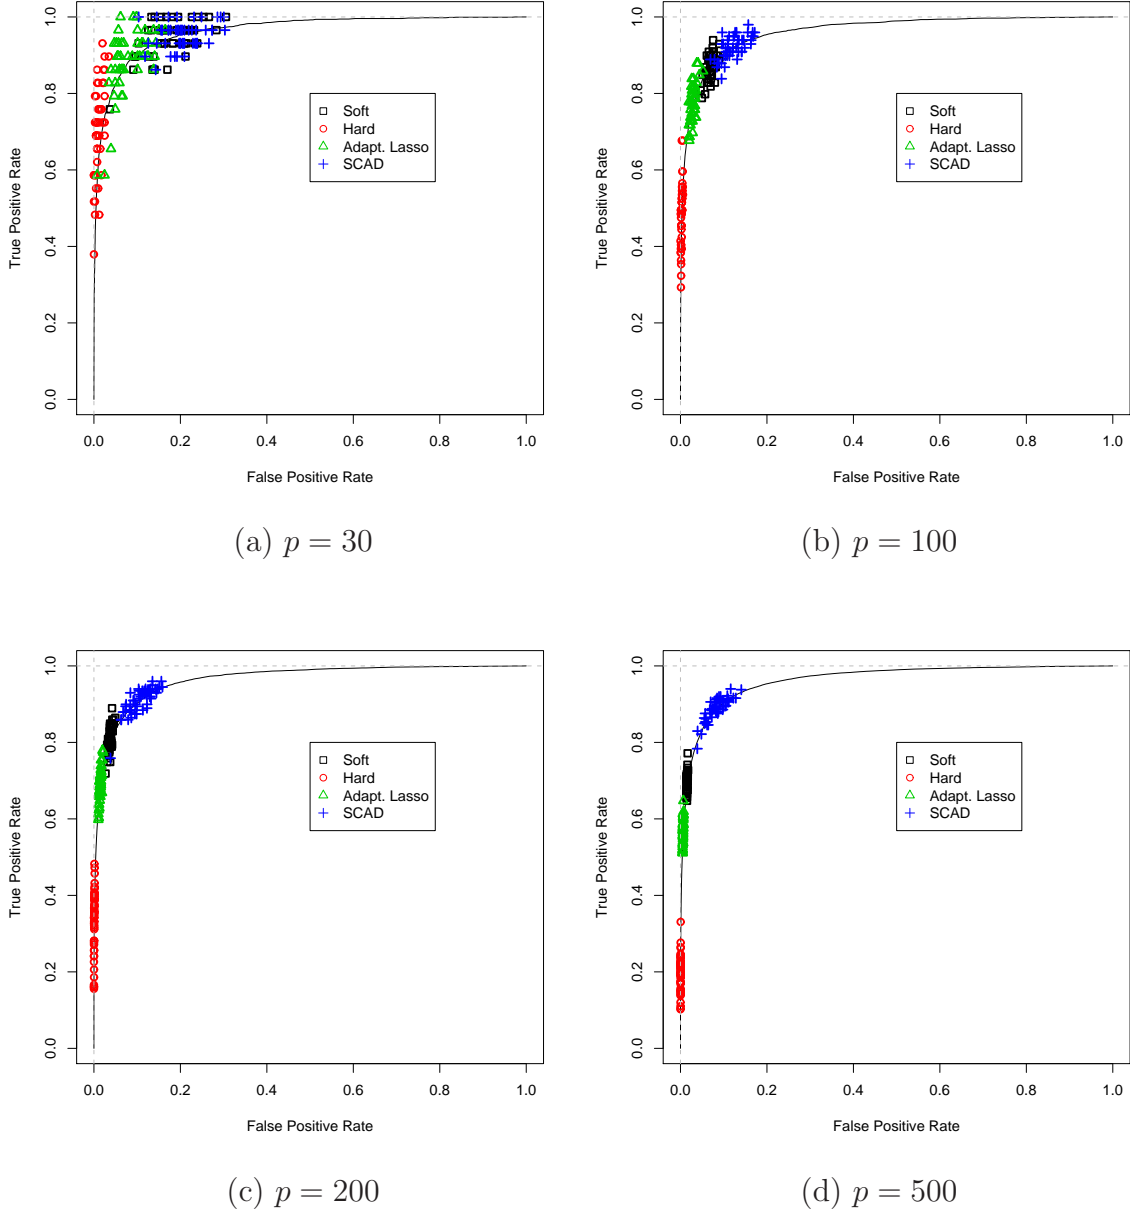 1.0
0.8
0.6
0.4
0.2
0.0
True Positive Rate
Soft
Hard
Adapt. Lasso
SCAD
0.0 0.2 0.4 0.6 0.8 1.0
False Positive Rate
(a) p = 30
1.0
0.8
0.6
0.4
0.2
0.0
True Positive Rate
Soft
Hard
Adapt. Lasso
SCAD
0.0 0.2 0.4 0.6 0.8 1.0
False Positive Rate
(b) p = 100
1.0
0.8
0.6
0.4
0.2
0.0
True Positive Rate
Soft
Hard
Adapt. Lasso
SCAD
0.0 0.2 0.4 0.6 0.8 1.0
False Positive Rate
(c) p = 200
1.0
0.8
0.6
0.4
0.2
0.0
True Positive Rate
Soft
Hard
Adapt. Lasso
SCAD
0.0 0.2 0.4 0.6 0.8 1.0
False Positive Rate
(d) p = 500